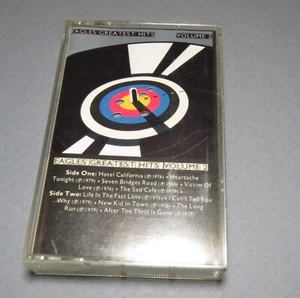 EAGLES GREATEST HITS VOLUME 2
EAGLES GREATEST HITS VOLUME 2
Side One: Hotel California (℗1976) • Heartache
Tonight (℗1979) • Seven Bridges Road (℗1980) • Victim Of
Love (℗1976) • The Sad Cafe (℗1979)
Side Two: Life In The Fast Lane (℗1976) • I Can't Tell You
Why (℗1979) • New Kid In Town (℗1976) • The Long
Run (℗1979) • After The Thrill Is Gone (℗1975)